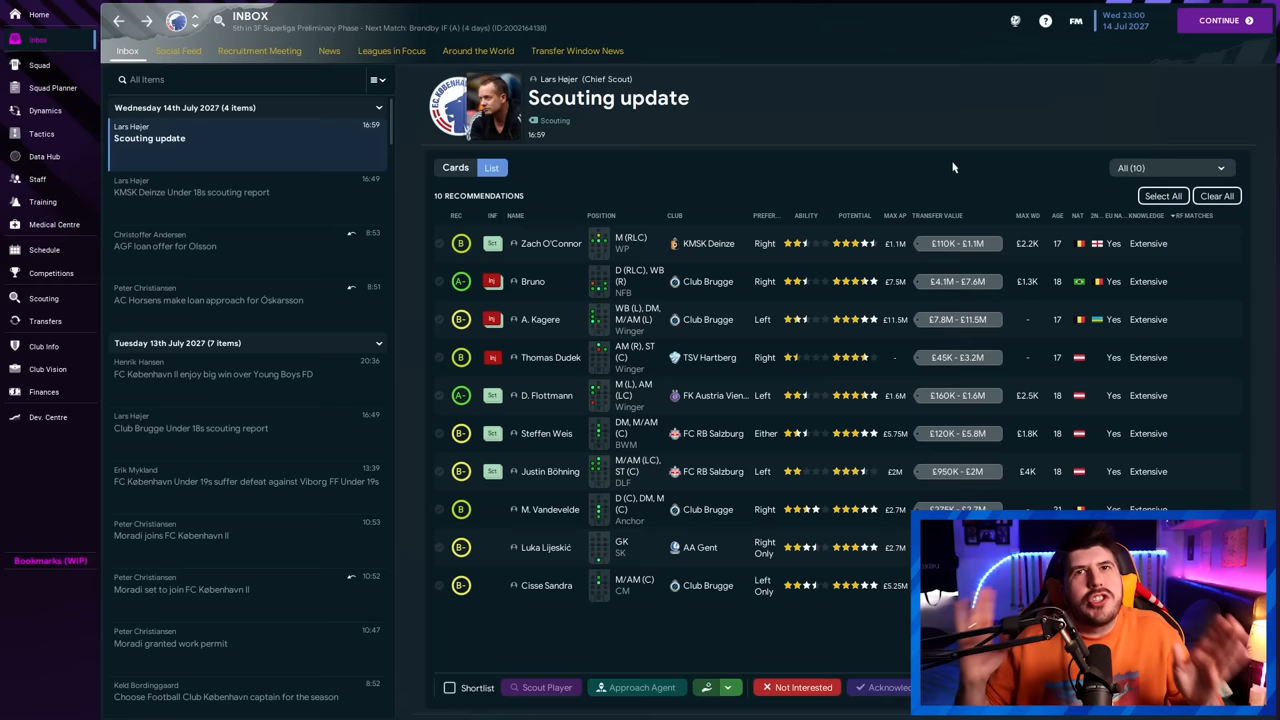 Home
Inbox
Squad
Squad Planner
Dynamics
Tactics
Data Hub
Staff
Training
Medical Centre
Schedule
Competitions
Scouting
Transfers
Club Info
Club Vision
Finances
Dev. Centre
Bookmarks (WiP)
INBOX
5th in 3F Superliga Preliminary Phase - Next Match: Brøndby IF (A) (4 days) (ID:2002164138)
FM
Wed 23:00
14 Jul 2027
CONTINUE
Inbox
Social Feed
Recruitment Meeting
News
Leagues in Focus
Around the World
Transfer Window News
All Items
Wednesday 14th July 2027 (4 items)
Lars Højer 16:59
Scouting update
Lars Højer 16:49
KMSK Deinze Under 18s scouting report
Christoffer Andersen 8:53
AGF loan offer for Olsson
Peter Christiansen 8:51
AC Horsens make loan approach for Óskarsson
Tuesday 13th July 2027 (7 items)
Henrik Hansen 20:36
FC København II enjoy big win over Young Boys FD
Lars Højer 16:49
Club Brugge Under 18s scouting report
Erik Mykland 13:39
FC København Under 19s suffer defeat against Viborg FF Under 19s
Peter Christiansen 10:53
Moradi joins FC København II
Peter Christiansen 10:52
Moradi set to join FC København II
Peter Christiansen 10:47
Moradi granted work permit
Keld Bordinggaard 8:52
Choose Football Club København captain for the season
Lars Højer (Chief Scout)
Scouting update
Scouting
16:59
Cards
List
All (10)
10 RECOMMENDATIONS
Select All
Clear All
REC INF NAME POSITION CLUB PREFER... ABILITY POTENTIAL MAX AP TRANSFER VALUE MAX WD AGE NAT 2N... EU NA... KNOWLEDGE RF MATCHES
B Sct Zach O'Connor M (RLC) WP KMSK Deinze Right £1.1M £110K - £1.1M £2.2K 17 Yes Extensive
A- Inj Bruno D (RLC), WB (R) NFB Club Brugge Right £7.5M £4.1M - £7.6M £1.3K 18 Yes Extensive
B- Inj A. Kagere WB (L), DM, M/AM (L) Winger Club Brugge Left £11.5M £7.8M - £11.5M - 17 Yes Extensive
B Inj Thomas Dudek AM (R), ST (C) Winger TSV Hartberg Right - £45K - £3.2M - 17 Yes Extensive
A- Sct D. Flottmann M (L), AM (LC) Winger FK Austria Vien... Left £1.6M £160K - £1.6M £2.5K 18 Yes Extensive
B- Sct Steffen Weis DM, M/AM (C) BWM FC RB Salzburg Either £5.75M £120K - £5.8M £1.8K 18 Yes Extensive
B- Sct Justin Böhning M/AM (LC), ST (C) DLF FC RB Salzburg Left £2M £950K - £2M £4K 18 Yes Extensive
B M. Vandevelde D (C), DM, M (C) Anchor Club Brugge Right £2.7M
B- Luka Lijeskić GK SK AA Gent Right Only £2.7M
B- Cisse Sandra M/AM (C) CM Club Brugge Left Only £5.25M
Shortlist
Scout Player
Approach Agent
Not Interested